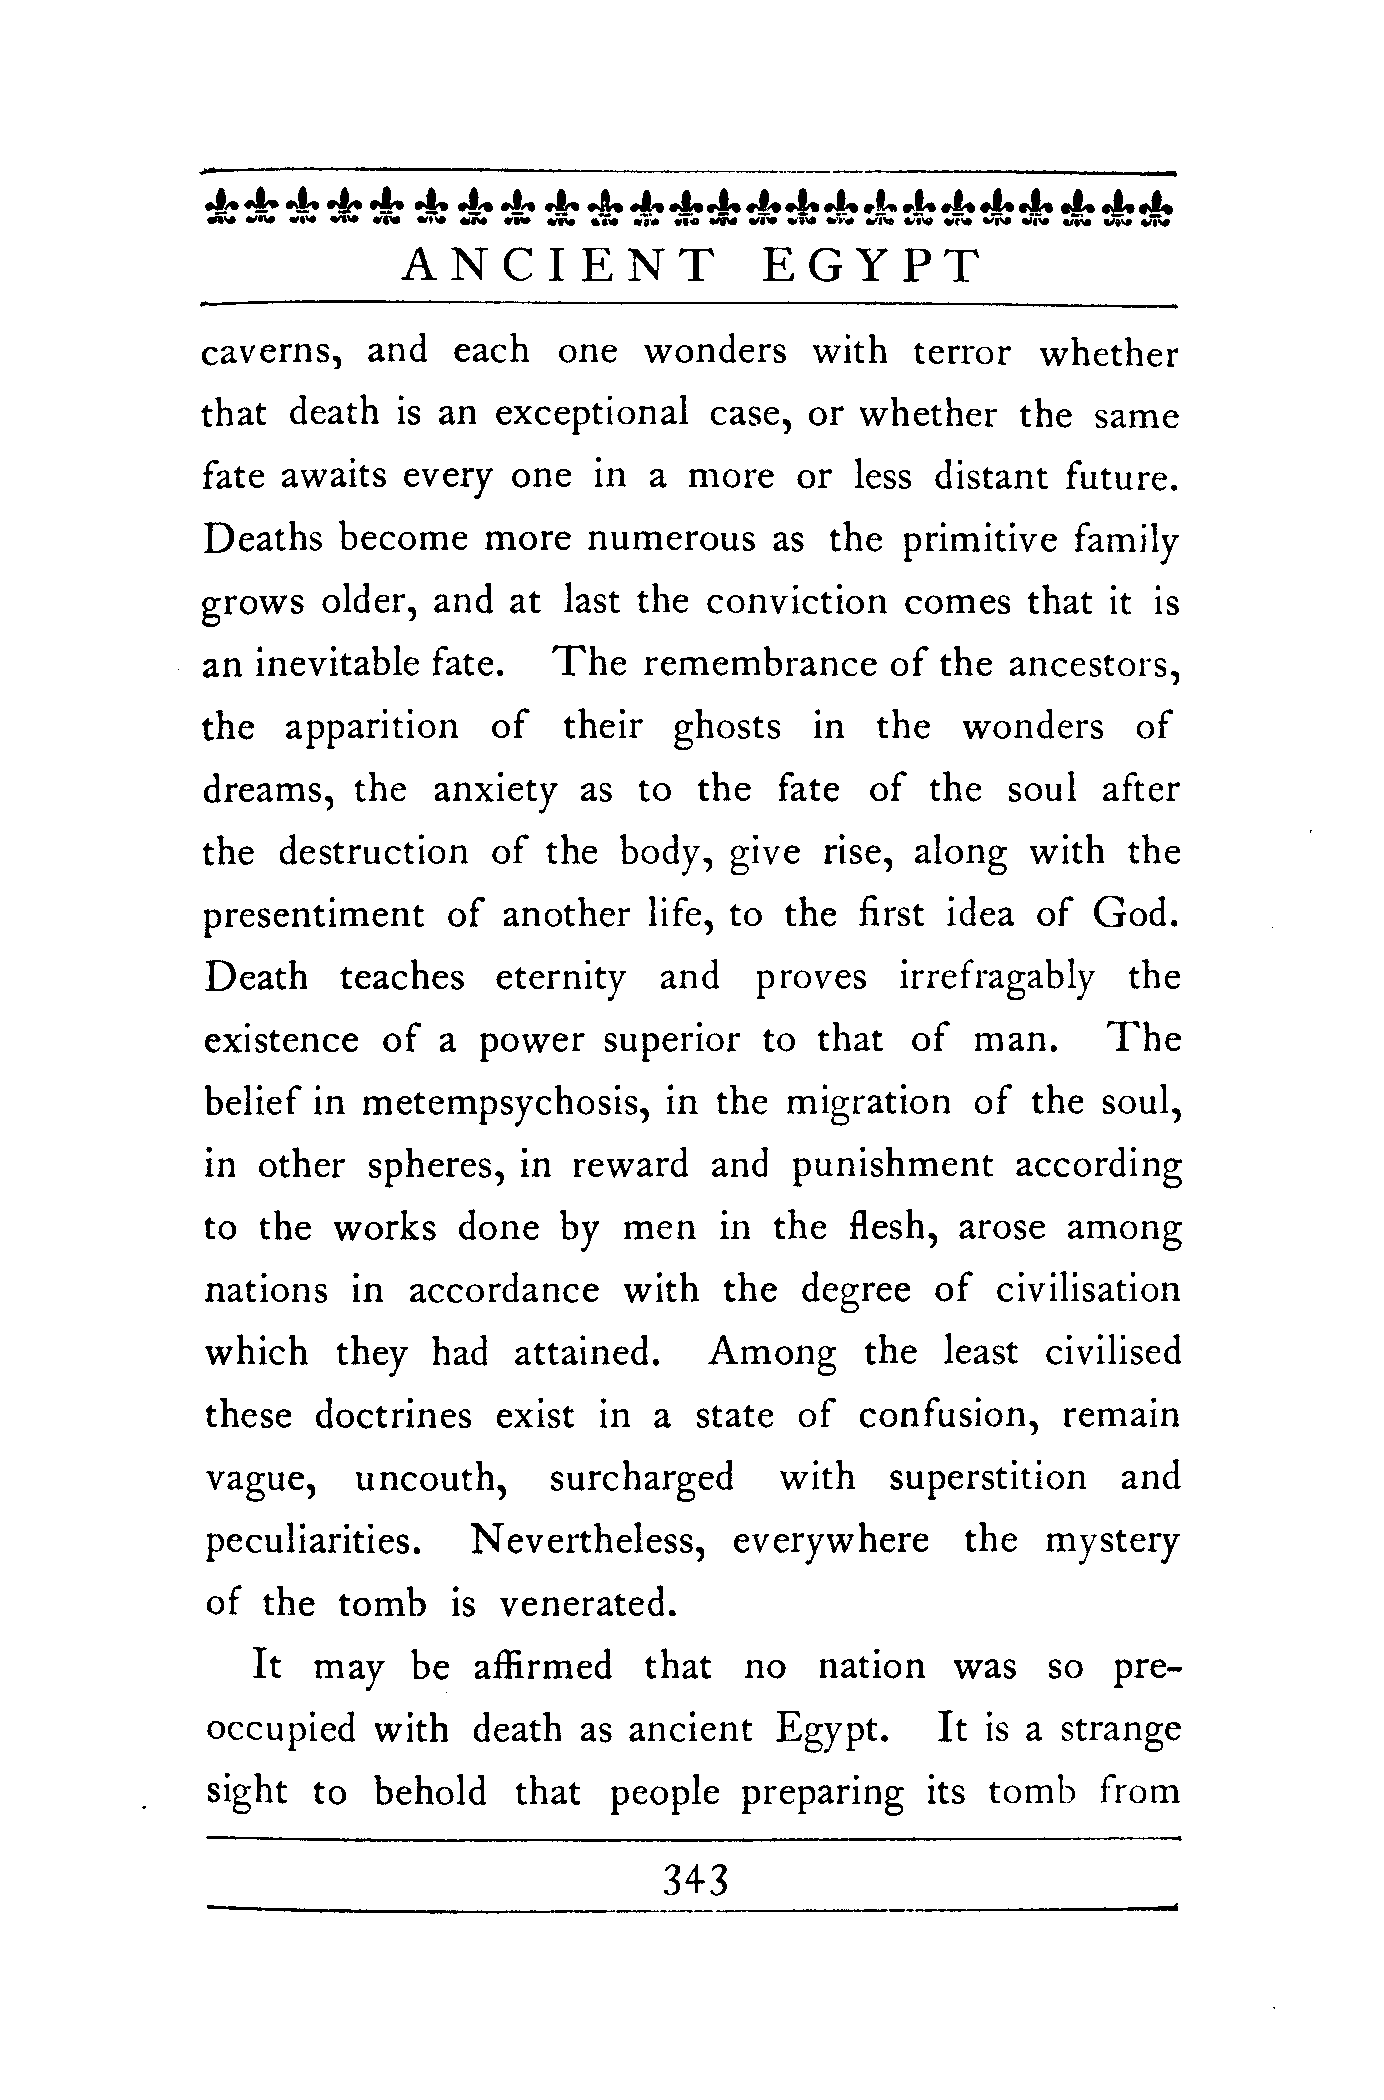 ANCIENT EGYPT
caverns, and each one wonders with terror whether
that death is an exceptional case, or whether the same
fate awaits every one in a more or less distant future.
Deaths become more numerous as the primitive family
grows older, and at last the conviction comes that it is
an inevitable fate. The remembrance of the ancestors,
the apparition of their ghosts in the wonders of
dreams, the anxiety as to the fate of the soul after
the destruction of the body, give rise, along with the
presentiment of another life, to the first idea of God.
Death teaches eternity and proves irrefragably the
existence of a power superior to that of man. The
belief in metempsychosis, in the migration of the soul,
in other spheres, in reward and punishment according
to the works done by men in the flesh, arose among
nations in accordance with the degree of civilisation
which they had attained. Among the least civilised
these doctrines exist in a state of confusion, remain
vague, uncouth, surcharged with superstition and
peculiarities. Nevertheless, everywhere the mystery
of the tomb is venerated.
It may be affirmed that no nation was so pre-
occupied with death as ancient Egypt. It is a strange
sight to behold that people preparing its tomb from
343